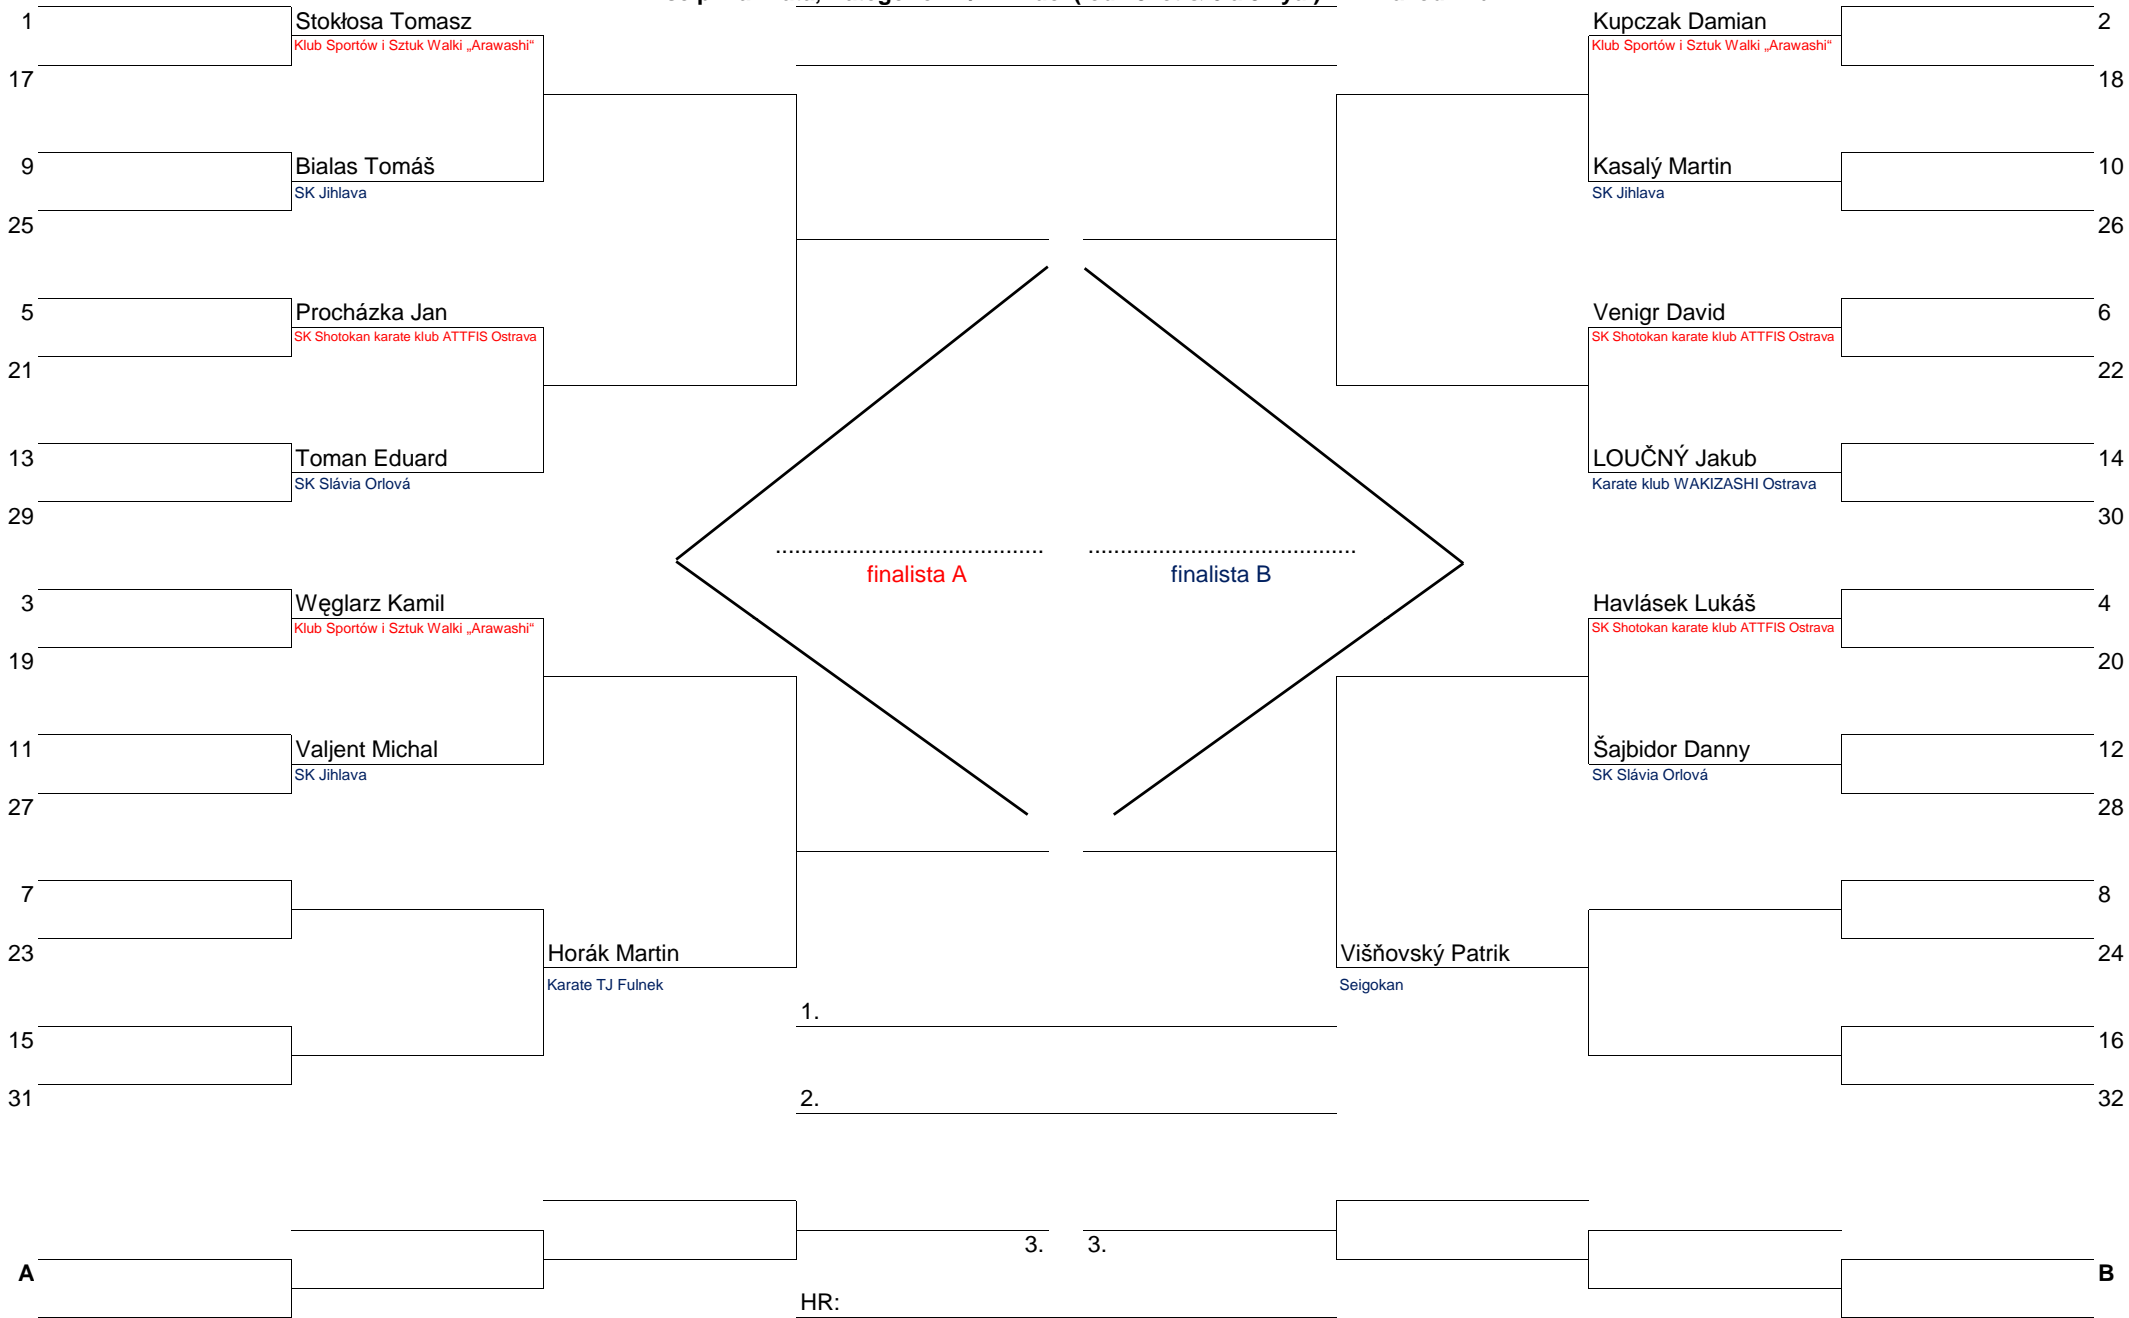 1
Stokłosa Tomasz
Klub Sportów i Sztuk Walki „Arawashi“
17
9
Bialas Tomáš
SK Jihlava
25
5
Procházka Jan
SK Shotokan karate klub ATTFIS Ostrava
21
13
Toman Eduard
SK Slávia Orlová
29
3
Węglarz Kamil
Klub Sportów i Sztuk Walki „Arawashi“
19
11
Valjent Michal
SK Jihlava
27
7
23
Horák Martin
Karate TJ Fulnek
15
31
A
finalista A
finalista B
1.
2.
3.
3.
HR:
Kupczak Damian
2
Klub Sportów i Sztuk Walki „Arawashi“
18
Kasalý Martin
10
SK Jihlava
26
Venigr David
6
SK Shotokan karate klub ATTFIS Ostrava
22
LOUČNÝ Jakub
14
Karate klub WAKIZASHI Ostrava
30
Havlásek Lukáš
4
SK Shotokan karate klub ATTFIS Ostrava
20
Šajbidor Danny
12
SK Slávia Orlová
28
8
Višňovský Patrik
24
Seigokan
16
32
B